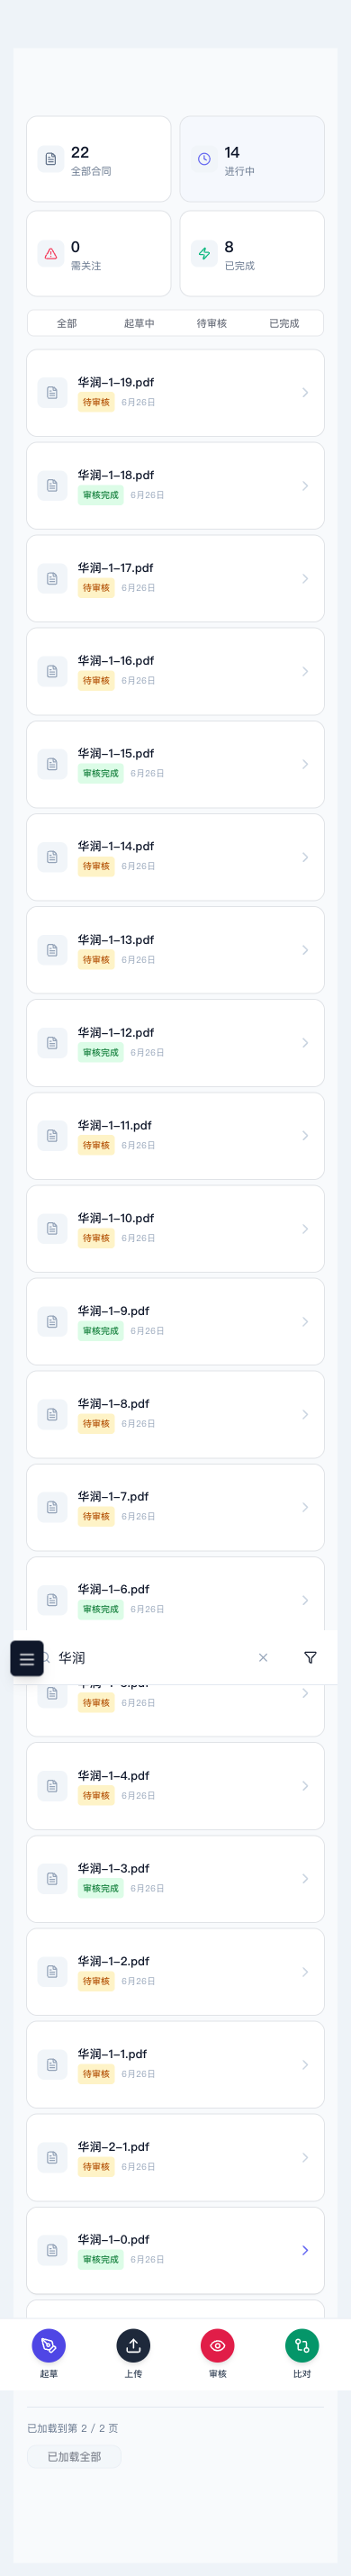 22
全部合同
14
进行中
0
需关注
8
已完成
全部 起草中 待审核 已完成
华润-1-19.pdf
待审核 6月26日
华润-1-18.pdf
审核完成 6月26日
华润-1-17.pdf
待审核 6月26日
华润-1-16.pdf
待审核 6月26日
华润-1-15.pdf
审核完成 6月26日
华润-1-14.pdf
待审核 6月26日
华润-1-13.pdf
待审核 6月26日
华润-1-12.pdf
审核完成 6月26日
华润-1-11.pdf
待审核 6月26日
华润-1-10.pdf
待审核 6月26日
华润-1-9.pdf
审核完成 6月26日
华润-1-8.pdf
待审核 6月26日
华润-1-7.pdf
待审核 6月26日
华润-1-6.pdf
审核完成 6月26日
华润
待审核 6月26日
华润-1-4.pdf
待审核 6月26日
华润-1-3.pdf
审核完成 6月26日
华润-1-2.pdf
待审核 6月26日
华润-1-1.pdf
待审核 6月26日
华润-2-1.pdf
待审核 6月26日
华润-1-0.pdf
审核完成 6月26日
起草 上传 审核 比对
已加载到第 2 / 2 页
已加载全部